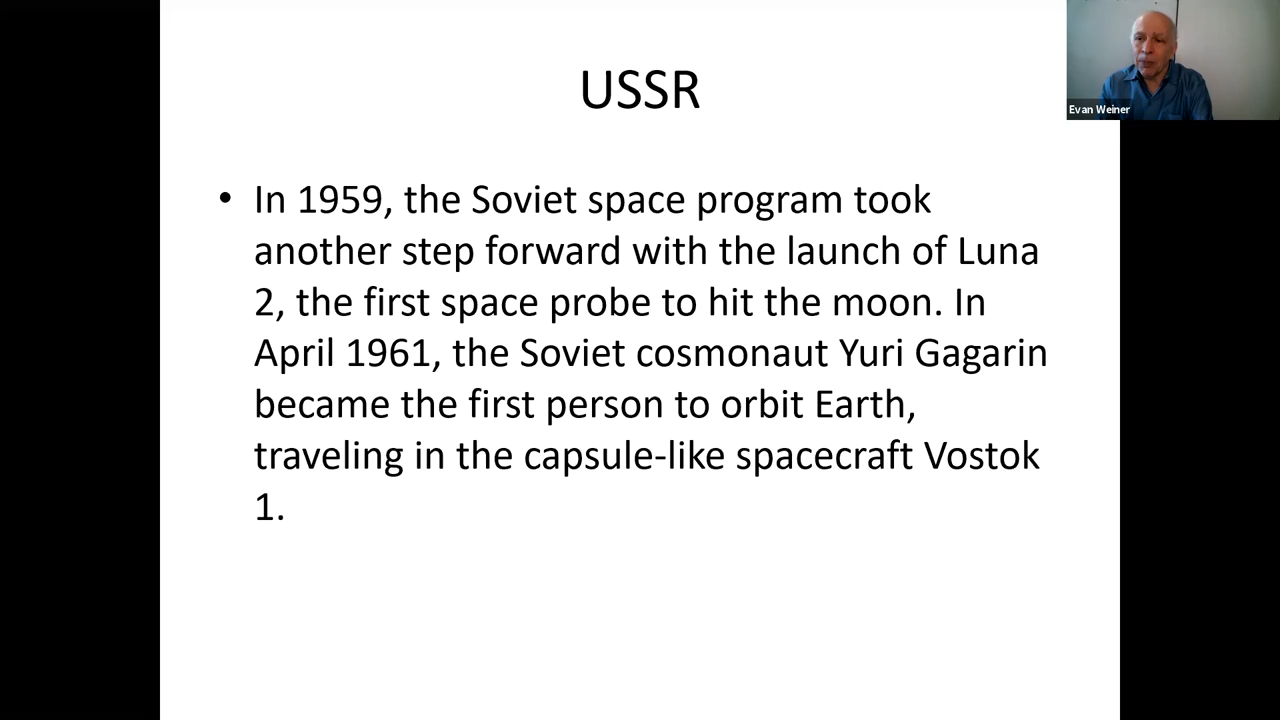 USSR
Evan Weiner
• In 1959, the Soviet space program took
another step forward with the launch of Luna
2, the first space probe to hit the moon. In
April 1961, the Soviet cosmonaut Yuri Gagarin
became the first person to orbit Earth,
traveling in the capsule-like spacecraft Vostok
1.